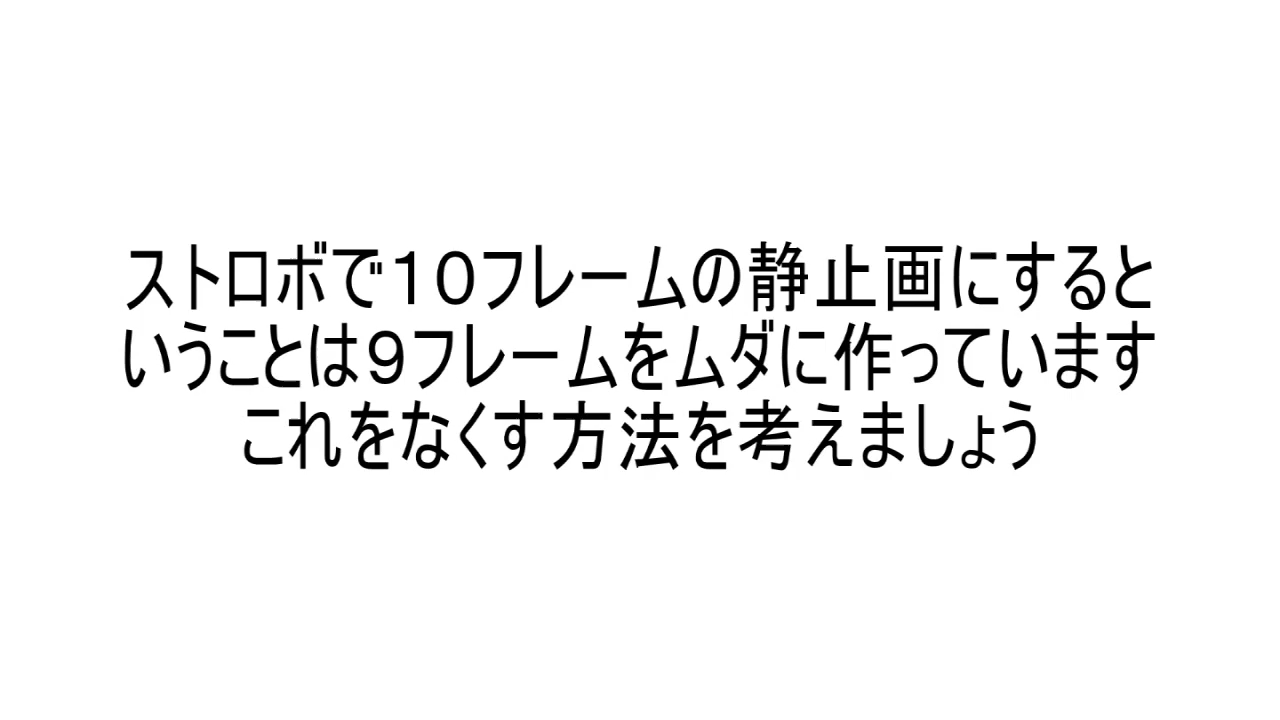 ストロボで１０フレームの静止画にすると
いうことは９フレームをムダに作っています
これをなくす方法を考えましょう